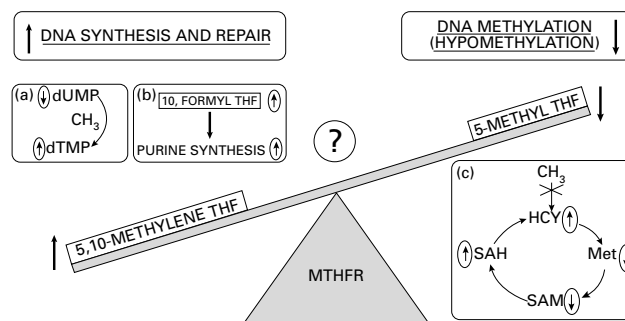 DNA SYNTHESIS AND REPAIR
DNA METHYLATION
(HYPOMETHYLATION)
(a)
dUMP
CH3
dTMP
(b)
10, FORMYL THF
PURINE SYNTHESIS
?
5-METHYL THF
5,10-METHYLENE THF
MTHFR
(c)
CH3
HCY
SAH
Met
SAM